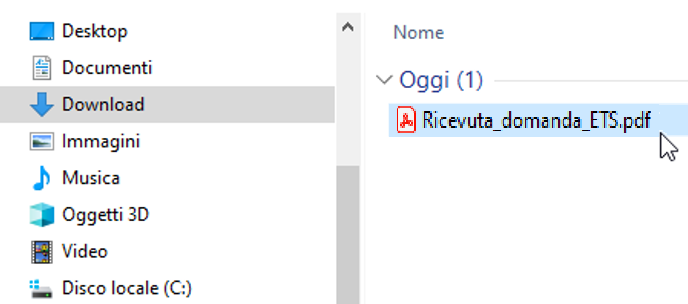 Desktop
Documenti
Download
Immagini
Musica
Oggetti 3D
Video
Disco locale (C:)
Nome
Oggi (1)
Ricevuta_domanda_ETS.pdf